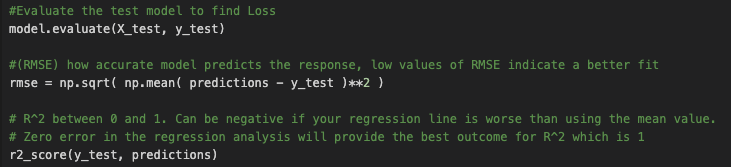 #Evaluate the test model to find Loss
model.evaluate(X_test, y_test)
#(RMSE) how accurate model predicts the response, low values of RMSE indicate a better fit
rmse = np.sqrt( np.mean( predictions - y_test )**2 )
# R^2 between 0 and 1. Can be negative if your regression line is worse than using the mean value.
# Zero error in the regression analysis will provide the best outcome for R^2 which is 1
r2_score(y_test, predictions)